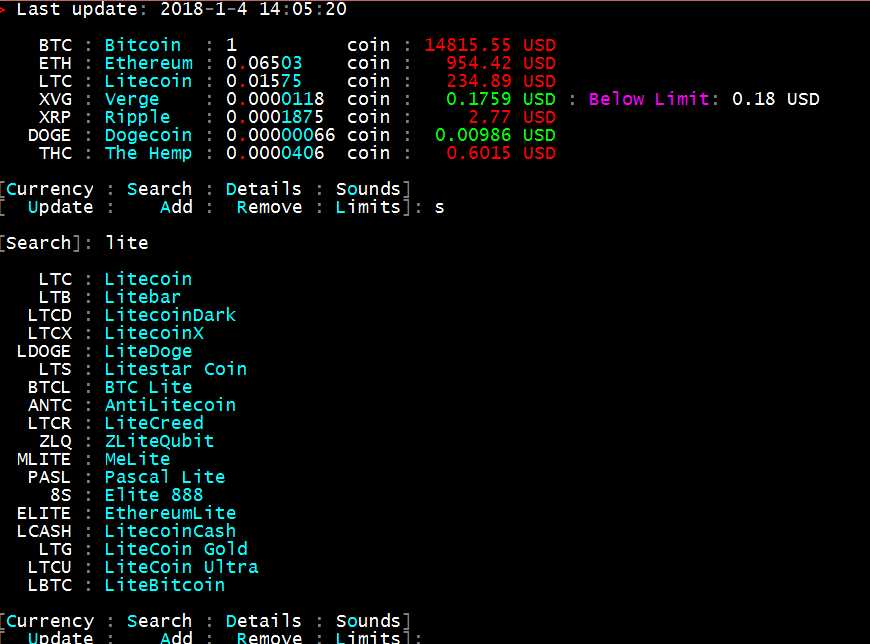 > Last update: 2018-1-4 14:05:20
BTC : Bitcoin : 1 coin : 14815.55 USD
ETH : Ethereum : 0.06503 coin : 954.42 USD
LTC : Litecoin : 0.01575 coin : 234.89 USD
XVG : Verge : 0.0000118 coin : 0.1759 USD : Below Limit: 0.18 USD
XRP : Ripple : 0.0001875 coin : 2.77 USD
DOGE : Dogecoin : 0.00000066 coin : 0.00986 USD
THC : The Hemp : 0.0000406 coin : 0.6015 USD
[Currency : Search : Details : Sounds]
[ Update : Add : Remove : Limits]: s
[Search]: lite
LTC : Litecoin
LTB : Litebar
LTCD : LitecoinDark
LTCX : LitecoinX
LDOGE : LiteDoge
LTS : Litestar Coin
BTCL : BTC Lite
ANTC : AntiLitecoin
LTCR : LiteCreed
ZLQ : ZLiteQubit
MLITE : MeLite
PASL : Pascal Lite
8S : Elite 888
ELITE : EthereumLite
LCASH : LitecoinCash
LTG : LiteCoin Gold
LTCU : LiteCoin Ultra
LBTC : LiteBitcoin
[Currency : Search : Details : Sounds]
[ Update : Add : Remove : Limits]: